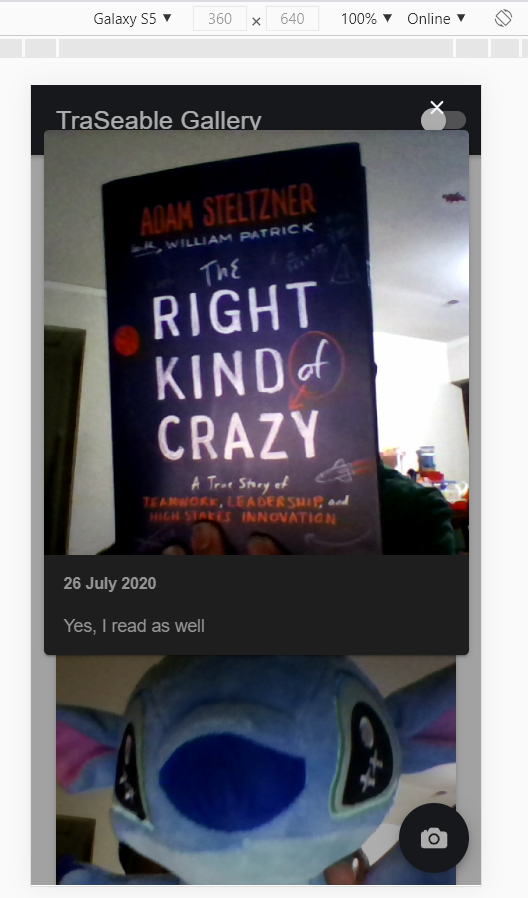 Galaxy S5 ▼ 360 × 640 100% ▼ Online ▼
TraSeable Gallery
ADAM STELTZNER
with WILLIAM PATRICK
THE
RIGHT
KIND of
CRAZY
A True Story of
TEAMWORK, LEADERSHIP, and
HIGH-STAKES INNOVATION
26 July 2020
Yes, I read as well